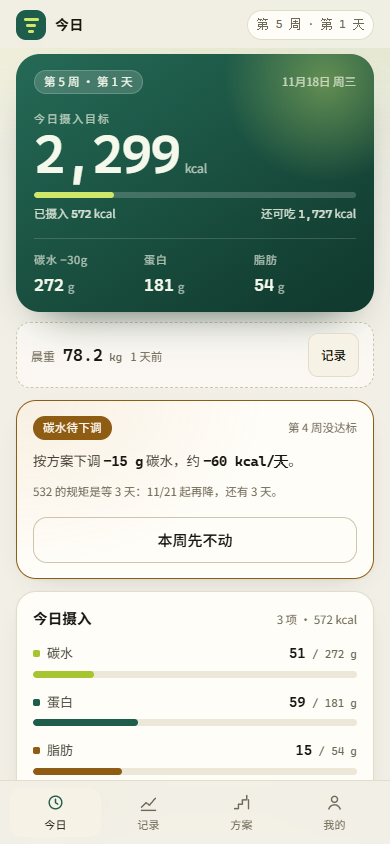 今日
第 5 周 · 第 1 天
第 5 周 · 第 1 天
11月18日 周三
今日摄入目标
2,299 kcal
已摄入 572 kcal
还可吃 1,727 kcal
碳水 −30g
蛋白
脂肪
272 g
181 g
54 g
晨重 78.2 kg 1 天前
记录
碳水待下调
第 4 周没达标
按方案下调 −15 g 碳水，约 −60 kcal/天。
532 的规矩是等 3 天：11/21 起再降，还有 3 天。
本周先不动
今日摄入
3 项 · 572 kcal
碳水
51 / 272 g
蛋白
59 / 181 g
脂肪
15 / 54 g
今日
记录
方案
我的